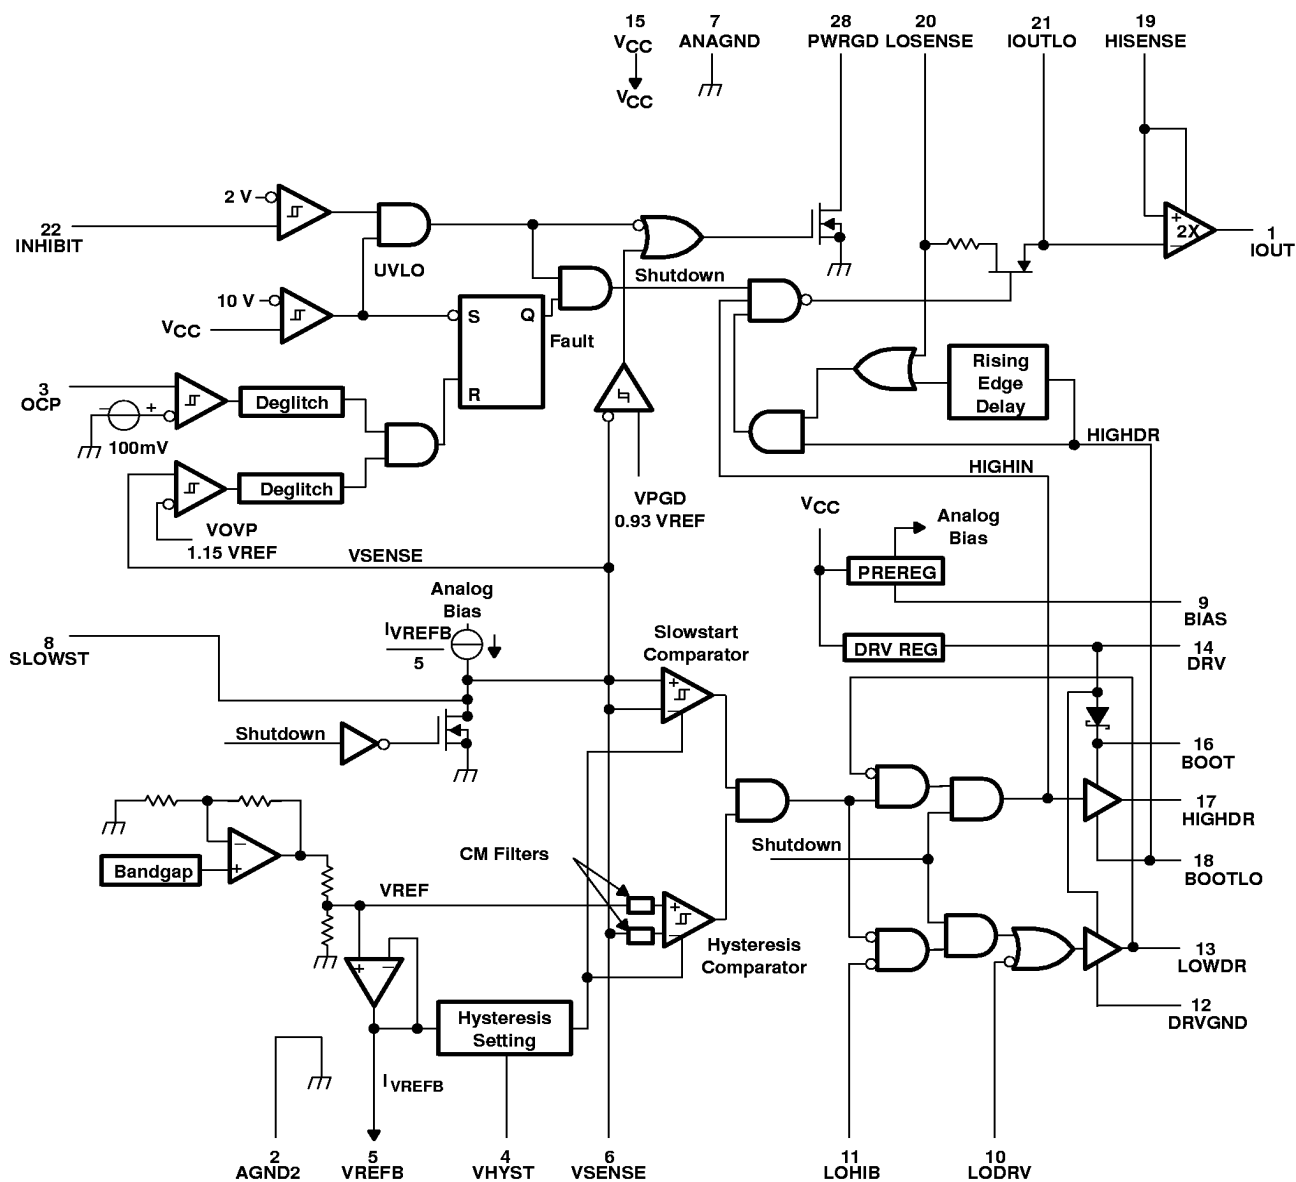 15
VCC
VCC
7
ANAGND
28
PWRGD
20
LOSENSE
21
IOUTLO
19
HISENSE
2 V
22
INHIBIT
UVLO
10 V
VCC
S
Q
R
Fault
Shutdown
+
2X
1
IOUT
3
OCP
−
+
100mV
Deglitch
Deglitch
VOVP
1.15 VREF
VSENSE
VPGD
0.93 VREF
Rising
Edge
Delay
HIGHDR
HIGHIN
VCC
Analog
Bias
PREREG
9
BIAS
DRV REG
14
DRV
8
SLOWST
Analog
Bias
IVREFB
5
Slowstart
Comparator
+
−
Shutdown
16
BOOT
17
HIGHDR
18
BOOTLO
Shutdown
Bandgap
−
+
CM Filters
VREF
+
−
Hysteresis
Comparator
+
−
Hysteresis
Setting
IVREFB
13
LOWDR
12
DRVGND
2
AGND2
5
VREFB
4
VHYST
6
VSENSE
11
LOHIB
10
LODRV